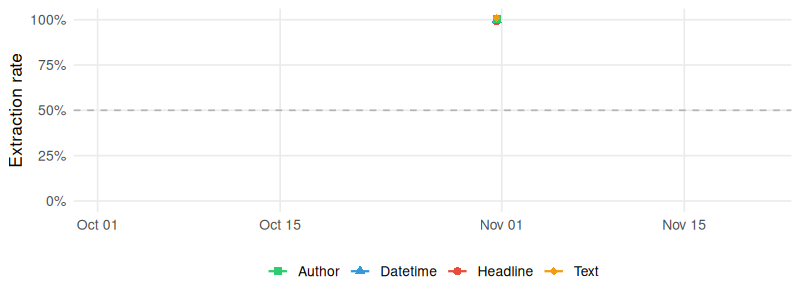 Extraction rate
100%
75%
50%
25%
0%
Oct 01 Oct 15 Nov 01 Nov 15
Author Datetime Headline Text